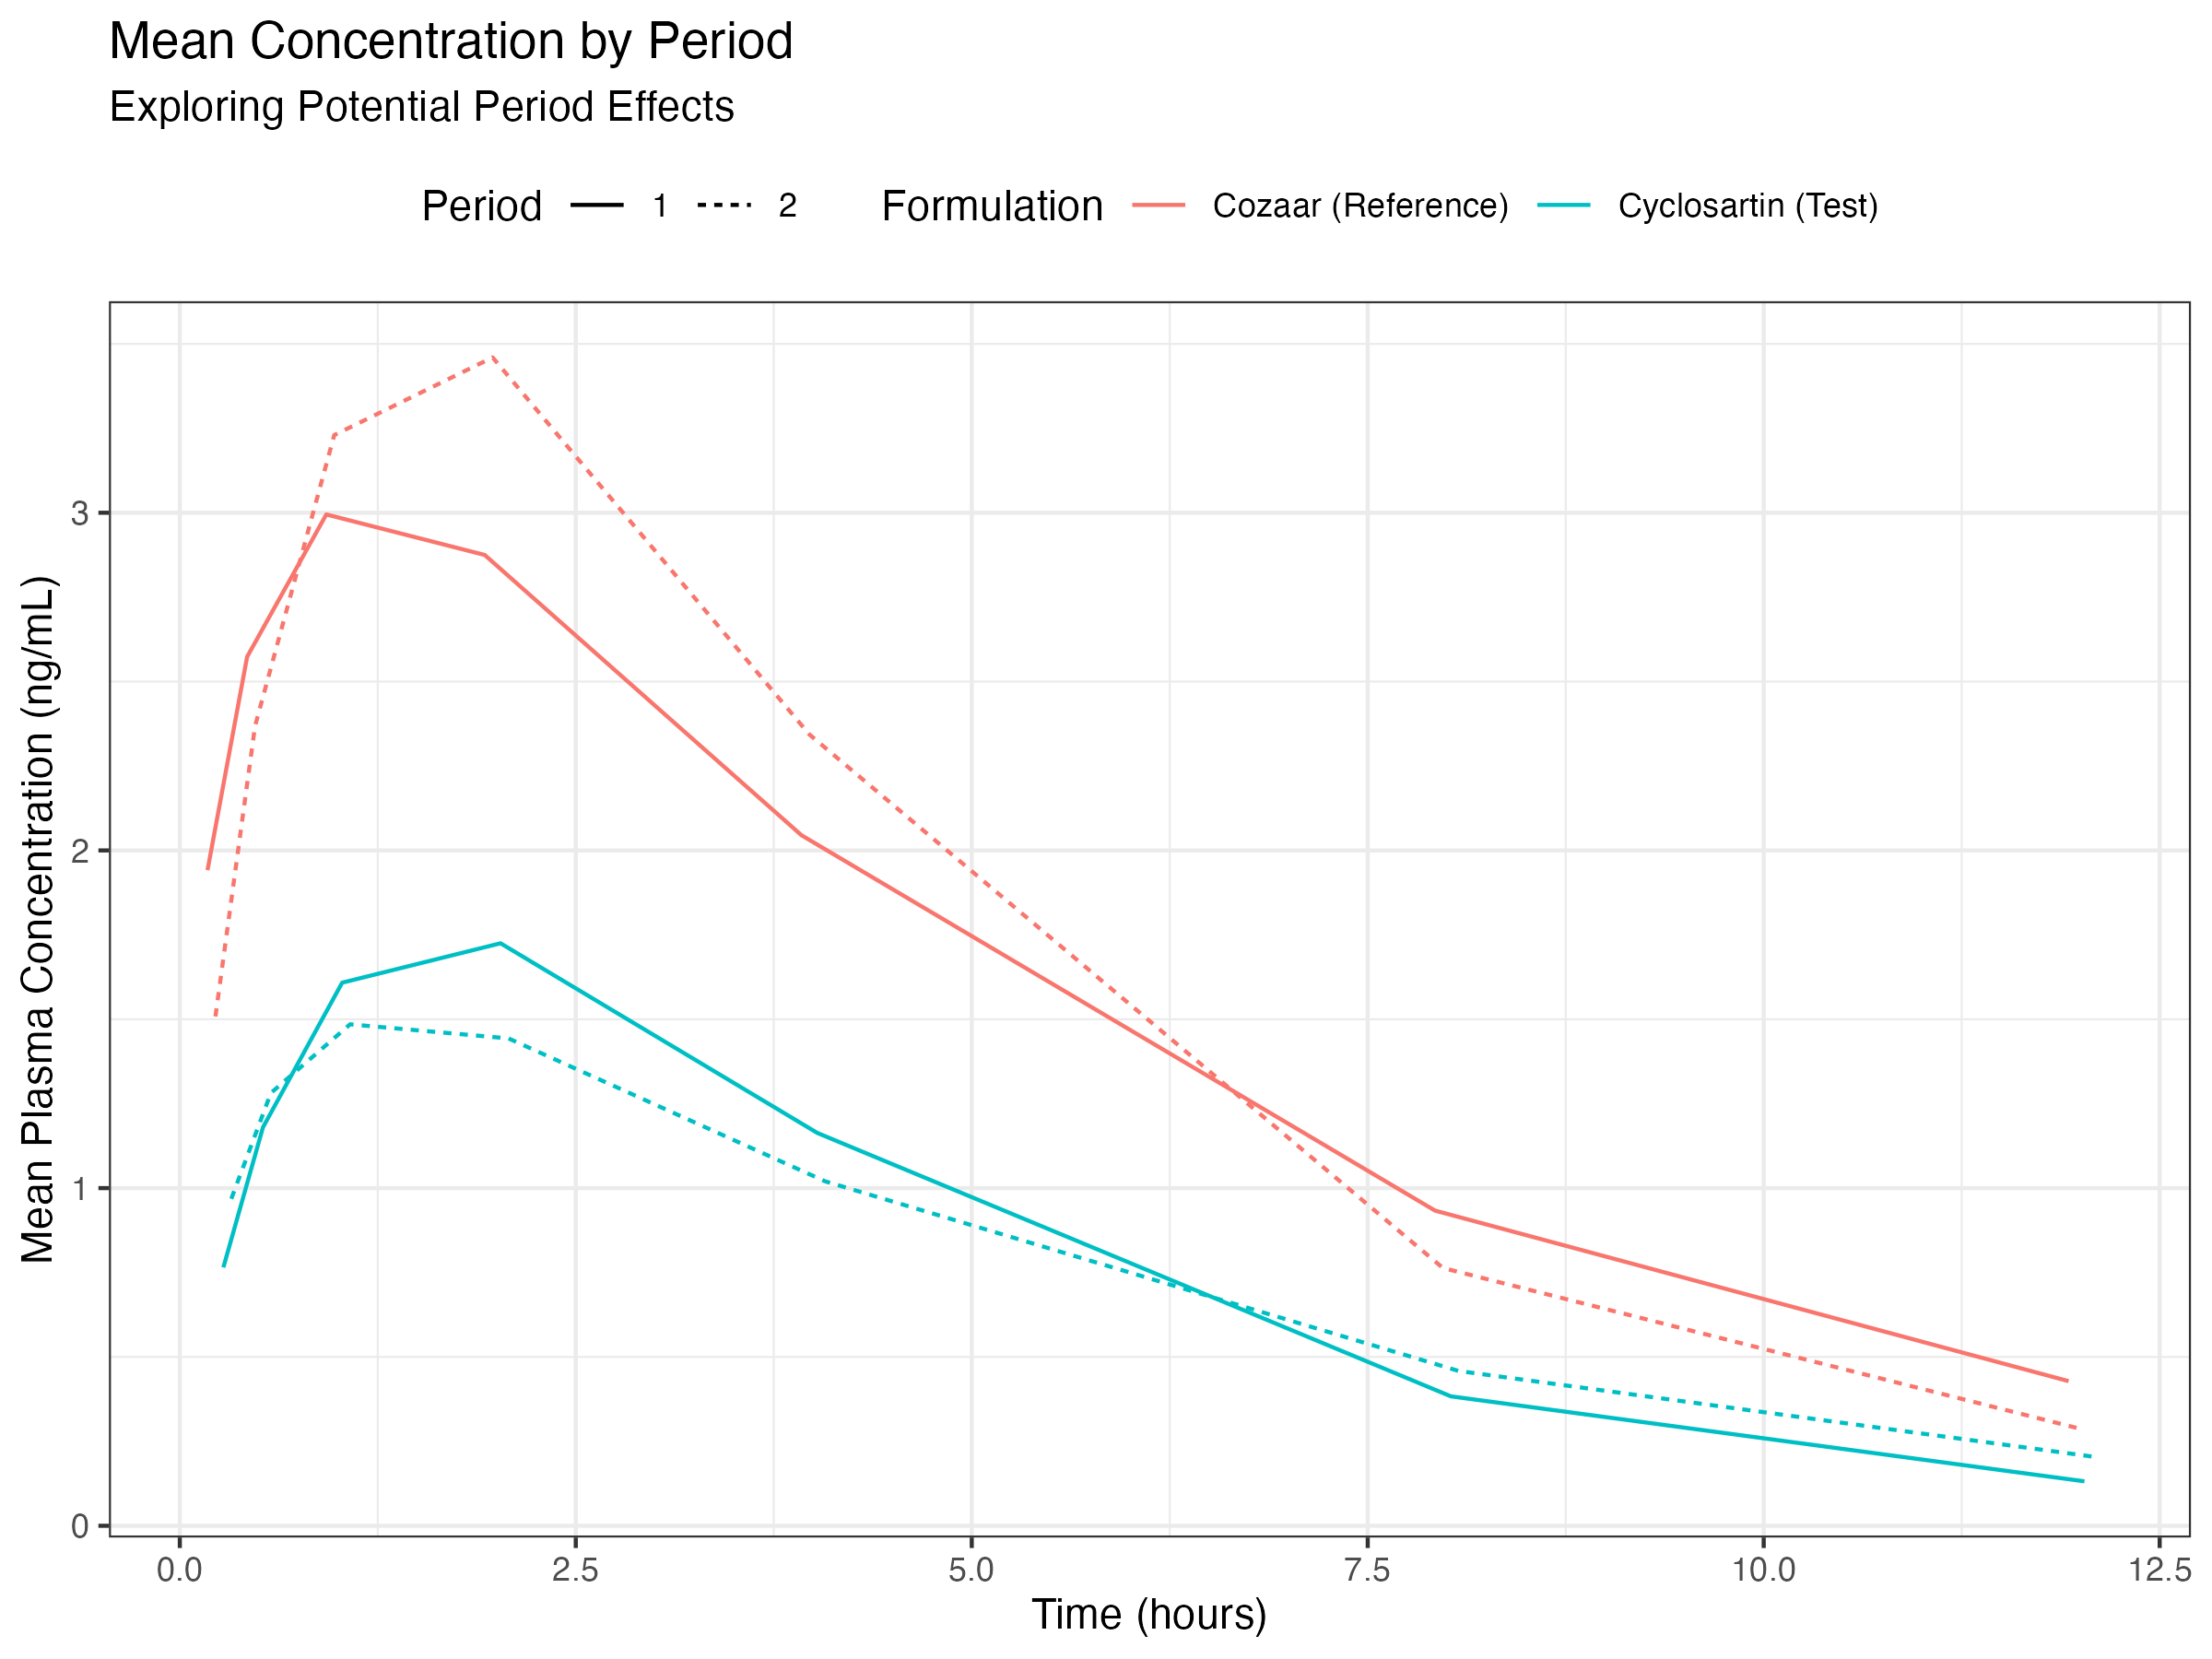 Mean Concentration by Period
Exploring Potential Period Effects
Period 1 2 Formulation Cozaar (Reference) Cyclosartin (Test)
Mean Plasma Concentration (ng/mL)
3
2
1
0
0.0 2.5 5.0 7.5 10.0 12.5
Time (hours)